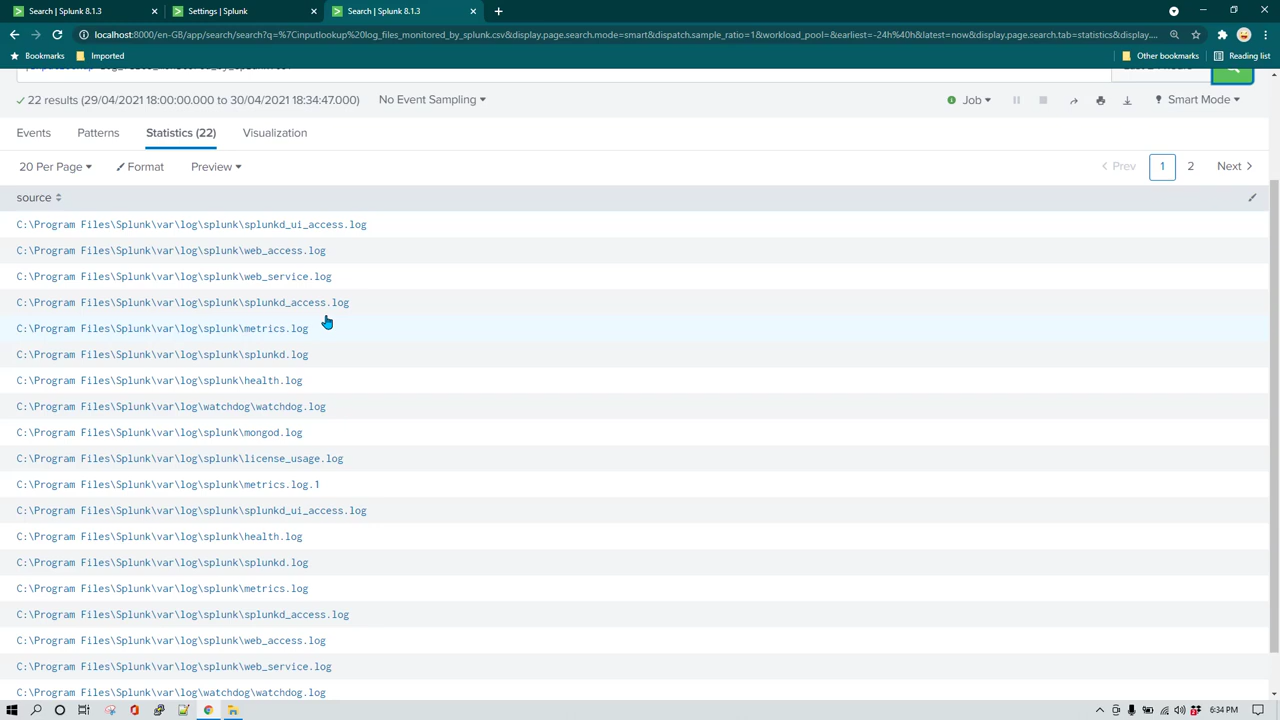 Search | Splunk 8.1.3
Settings | Splunk
Search | Splunk 8.1.3
localhost:8000/en-GB/app/search/search?q=%7Cinputlookup%20log_files_monitored_by_splunk.csv&display.page.search.mode=smart&dispatch.sample_ratio=1&workload_pool=&earliest=-24h%40h&latest=now&display.page.search.tab=statistics&display....
Bookmarks
Imported
Other bookmarks
Reading list
22 results (29/04/2021 18:00:00.000 to 30/04/2021 18:34:47.000)
No Event Sampling
Job
Smart Mode
Events
Patterns
Statistics (22)
Visualization
20 Per Page
Format
Preview
< Prev
1
2
Next >
source
C:\Program Files\Splunk\var\log\splunk\splunkd_ui_access.log
C:\Program Files\Splunk\var\log\splunk\web_access.log
C:\Program Files\Splunk\var\log\splunk\web_service.log
C:\Program Files\Splunk\var\log\splunk\splunkd_access.log
C:\Program Files\Splunk\var\log\splunk\metrics.log
C:\Program Files\Splunk\var\log\splunk\splunkd.log
C:\Program Files\Splunk\var\log\splunk\health.log
C:\Program Files\Splunk\var\log\watchdog\watchdog.log
C:\Program Files\Splunk\var\log\splunk\mongod.log
C:\Program Files\Splunk\var\log\splunk\license_usage.log
C:\Program Files\Splunk\var\log\splunk\metrics.log.1
C:\Program Files\Splunk\var\log\splunk\splunkd_ui_access.log
C:\Program Files\Splunk\var\log\splunk\health.log
C:\Program Files\Splunk\var\log\splunk\splunkd.log
C:\Program Files\Splunk\var\log\splunk\metrics.log
C:\Program Files\Splunk\var\log\splunk\splunkd_access.log
C:\Program Files\Splunk\var\log\splunk\web_access.log
C:\Program Files\Splunk\var\log\splunk\web_service.log
C:\Program Files\Splunk\var\log\watchdog\watchdog.log
6:34 PM